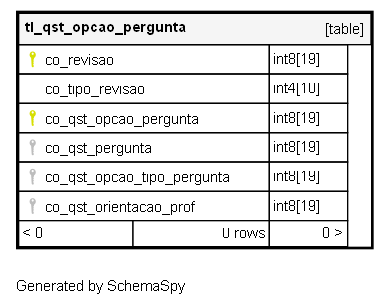 tl_qst_opcao_pergunta [table]
co_revisao int8[19]
co_tipo_revisao int4[10]
co_qst_opcao_pergunta int8[19]
co_qst_pergunta int8[19]
co_qst_opcao_tipo_pergunta int8[19]
co_qst_orientacao_prof int8[19]
< 0 0 rows 0 >
Generated by SchemaSpy